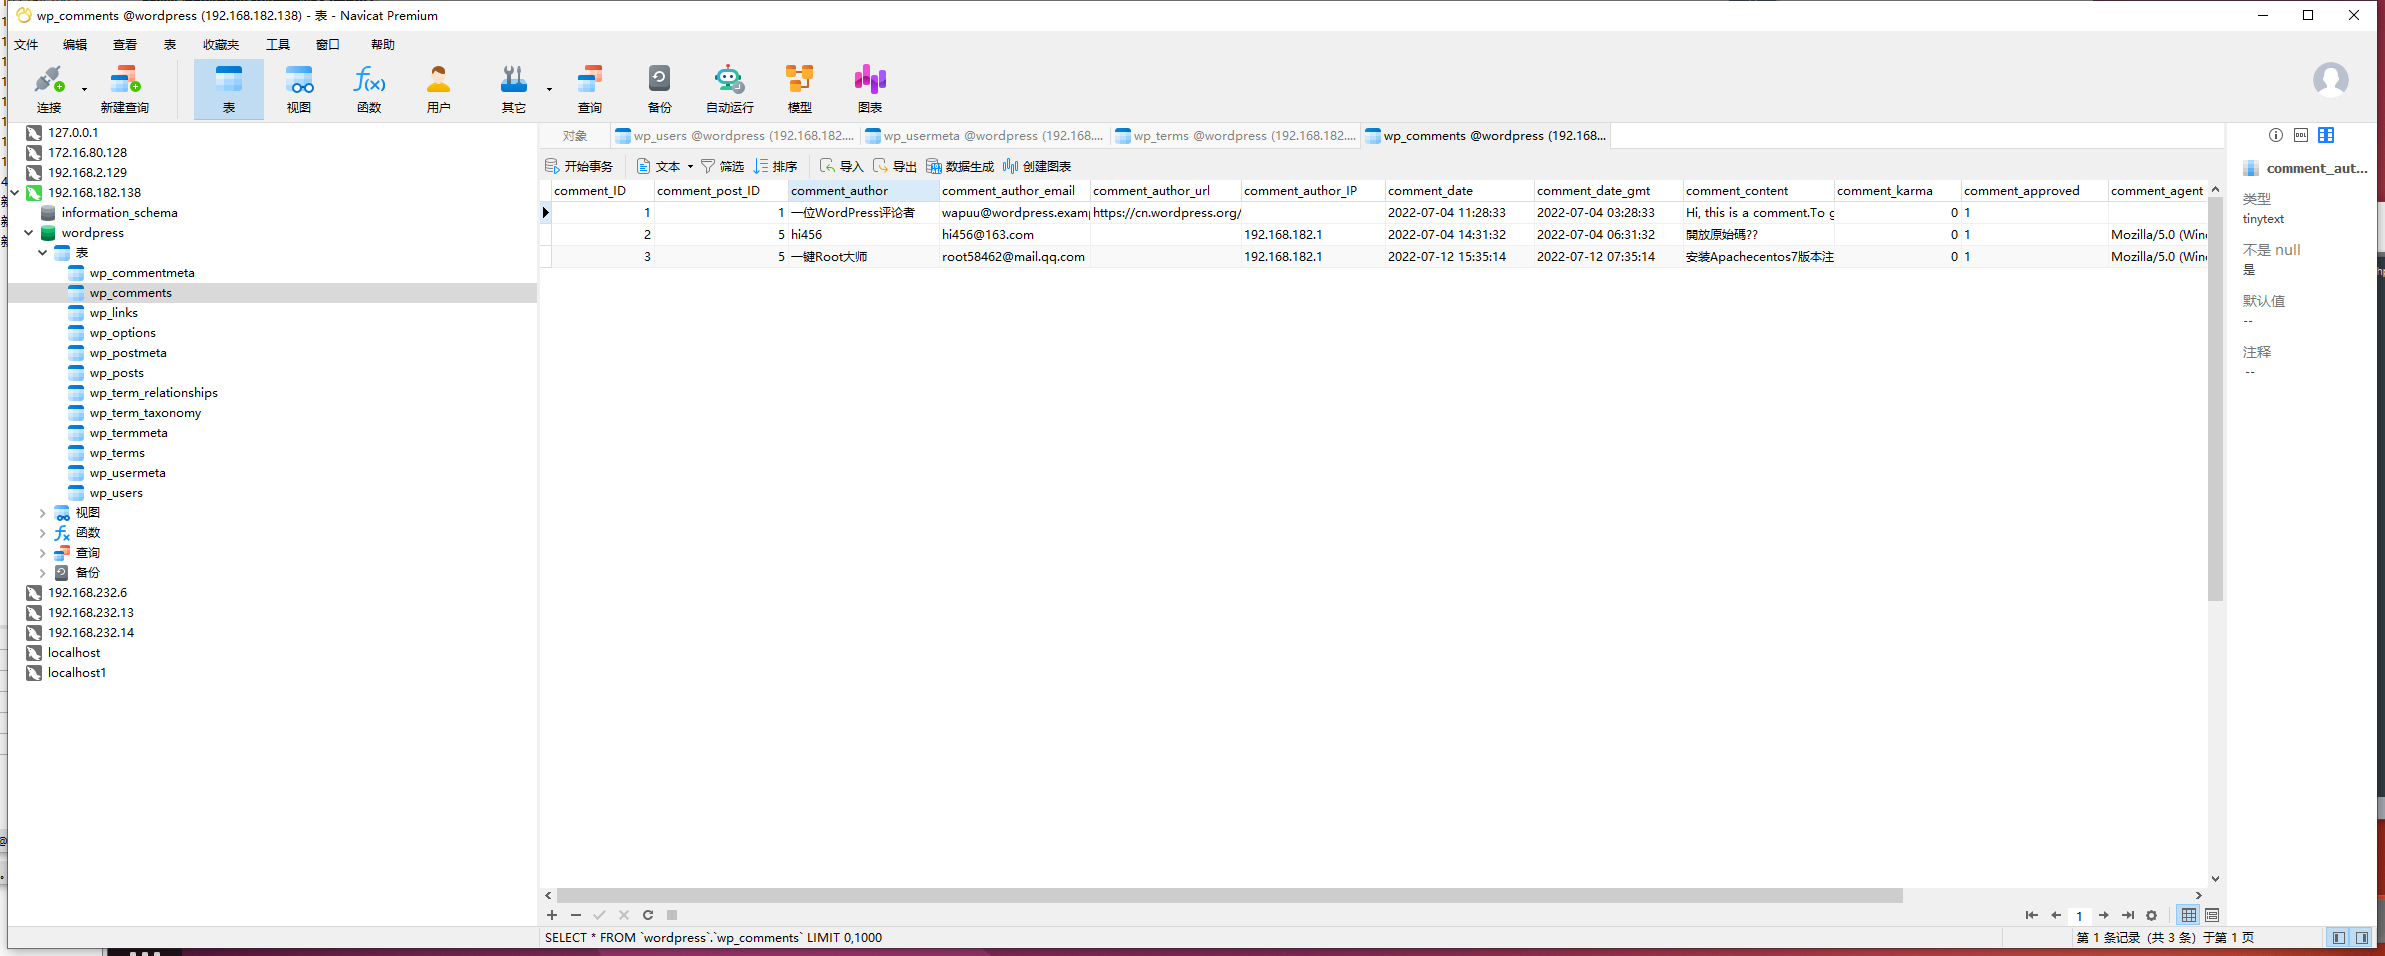 wp_comments @wordpress (192.168.182.138) - 表 - Navicat Premium
文件 编辑 查看 表 收藏夹 工具 窗口 帮助
连接 新建查询 表 视图 函数 用户 其它 查询 备份 自动运行 模型 图表
127.0.0.1
172.16.80.128
192.168.2.129
192.168.182.138
information_schema
wordpress
表
wp_commentmeta
wp_comments
wp_links
wp_options
wp_postmeta
wp_posts
wp_term_relationships
wp_term_taxonomy
wp_termmeta
wp_terms
wp_usermeta
wp_users
视图
函数
查询
备份
192.168.232.6
192.168.232.13
192.168.232.14
localhost
localhost1
对象 wp_users @wordpress (192.168.182.... wp_usermeta @wordpress (192.168.... wp_terms @wordpress (192.168.182.... wp_comments @wordpress (192.168...
开始事务 文本 筛选 排序 导入 导出 数据生成 创建图表
comment_ID comment_post_ID comment_author comment_author_email comment_author_url comment_author_IP comment_date comment_date_gmt comment_content comment_karma comment_approved comment_agent
1 1 一位WordPress评论者 wapuu@wordpress.examp https://cn.wordpress.org/ 2022-07-04 11:28:33 2022-07-04 03:28:33 Hi, this is a comment.To g 0 1
2 5 hi456 hi456@163.com 192.168.182.1 2022-07-04 14:31:32 2022-07-04 06:31:32 開放原始碼?? 0 1 Mozilla/5.0 (Win
3 5 一键Root大师 root58462@mail.qq.com 192.168.182.1 2022-07-12 15:35:14 2022-07-12 07:35:14 安装Apachecentos7版本注 0 1 Mozilla/5.0 (Win
comment_aut...
类型
tinytext
不是 null
是
默认值
--
注释
--
1
SELECT * FROM `wordpress`.`wp_comments` LIMIT 0,1000
第 1 条记录 (共 3 条) 于第 1 页